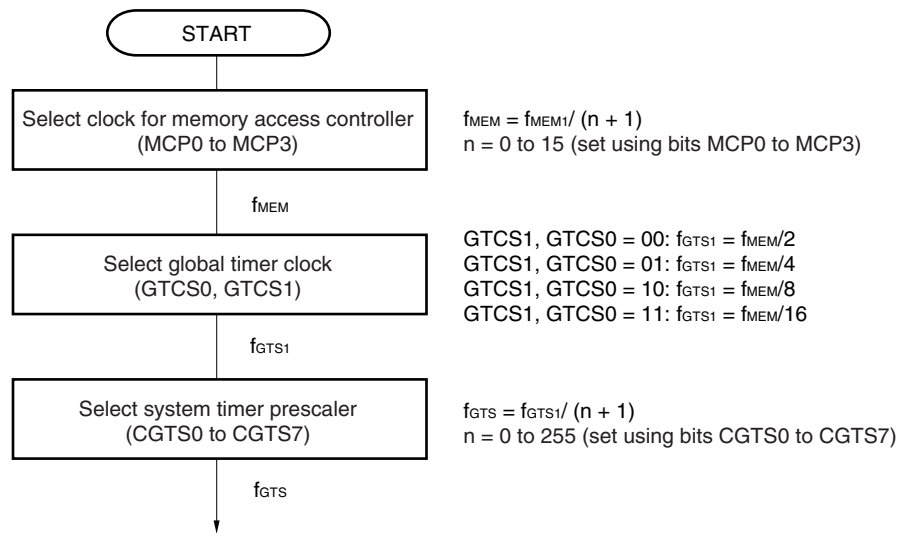 START
Select clock for memory access controller
(MCP0 to MCP3)
fMEM = fMEM1/ (n + 1)
n = 0 to 15 (set using bits MCP0 to MCP3)
fMEM
Select global timer clock
(GTCS0, GTCS1)
GTCS1, GTCS0 = 00: fGTS1 = fMEM/2
GTCS1, GTCS0 = 01: fGTS1 = fMEM/4
GTCS1, GTCS0 = 10: fGTS1 = fMEM/8
GTCS1, GTCS0 = 11: fGTS1 = fMEM/16
fGTS1
Select system timer prescaler
(CGTS0 to CGTS7)
fGTS = fGTS1/ (n + 1)
n = 0 to 255 (set using bits CGTS0 to CGTS7)
fGTS